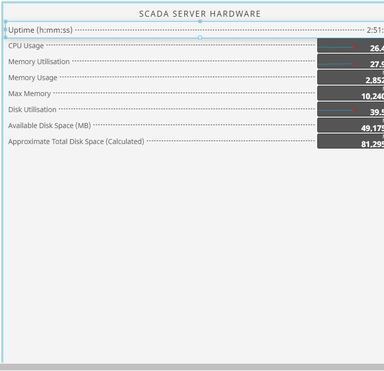 SCADA SERVER HARDWARE
Uptime (h:mm:ss) 2:51:
CPU Usage 26.4
Memory Utilisation 27.9
Memory Usage 2,852
Max Memory 10,240
Disk Utilisation 39.5
Available Disk Space (MB) 49,175
Approximate Total Disk Space (Calculated) 81,295